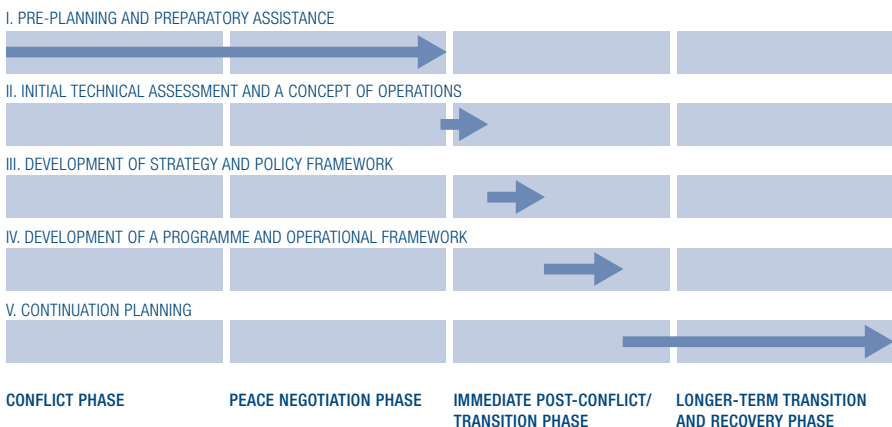 I. PRE-PLANNING AND PREPARATORY ASSISTANCE
II. INITIAL TECHNICAL ASSESSMENT AND A CONCEPT OF OPERATIONS
III. DEVELOPMENT OF STRATEGY AND POLICY FRAMEWORK
IV. DEVELOPMENT OF A PROGRAMME AND OPERATIONAL FRAMEWORK
V. CONTINUATION PLANNING
CONFLICT PHASE
PEACE NEGOTIATION PHASE
IMMEDIATE POST-CONFLICT/
TRANSITION PHASE
LONGER-TERM TRANSITION
AND RECOVERY PHASE